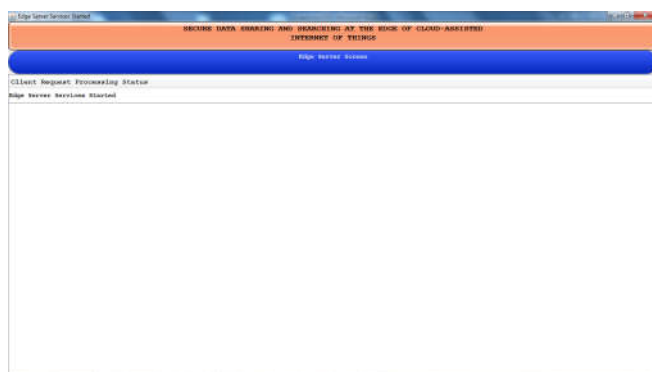 Edge Server Services Started
SECURE DATA SHARING AND SEARCHING AT THE EDGE OF CLOUD-ASSISTED
INTERNET OF THINGS
Edge Server Screen
Client Request Processing Status
Edge Server Services Started